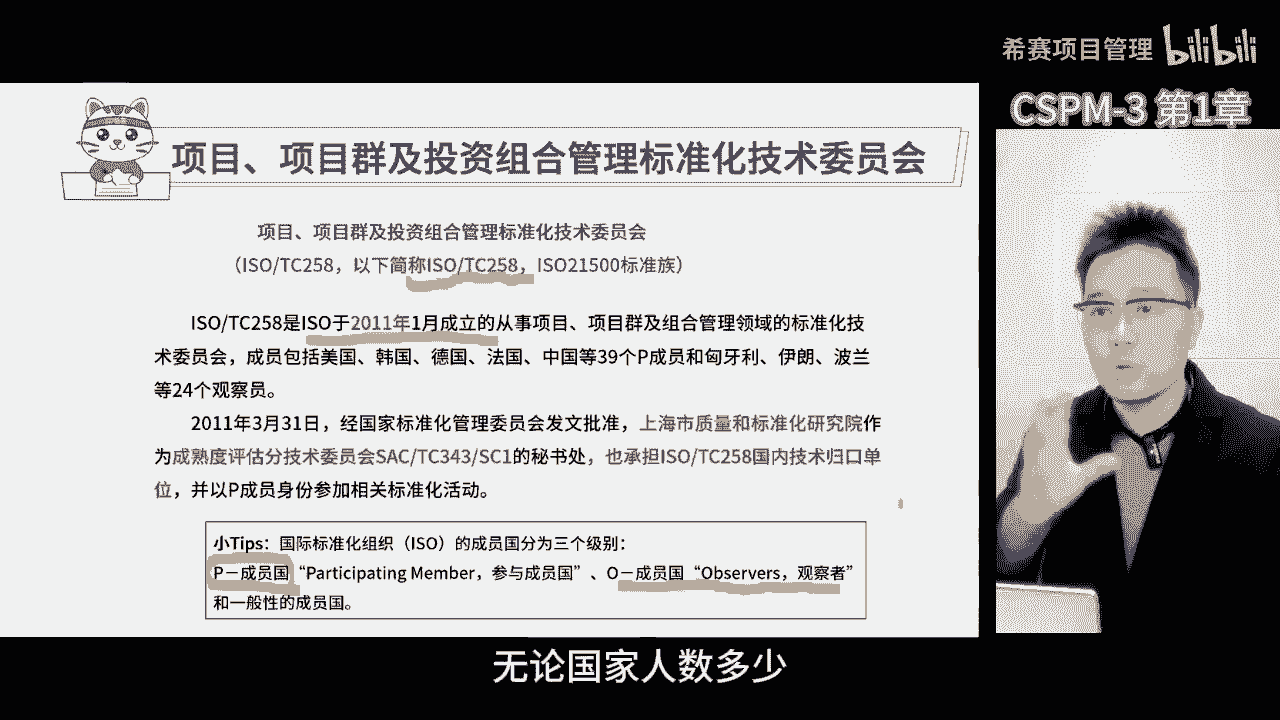 希赛项目管理 bilibili
CSPM-3 第1章
项目、项目群及投资组合管理标准化技术委员会
项目、项目群及投资组合管理标准化技术委员会
（ISO/TC258，以下简称ISO/TC258，ISO21500标准族）
ISO/TC258是ISO于2011年1月成立的从事项目、项目群及组合管理领域的标准化技
术委员会，成员包括美国、韩国、德国、法国、中国等39个P成员和匈牙利、伊朗、波兰
等24个观察员。
2011年3月31日，经国家标准化管理委员会发文批准，上海市质量和标准化研究院作
为成熟度评估分技术委员会SAC/TC343/SC1的秘书处，也承担ISO/TC258国内技术归口单
位，并以P成员身份参加相关标准化活动。
小Tips：国际标准化组织（ISO）的成员国分为三个级别：
P－成员国“Participating Member，参与成员国”、O－成员国“Observers，观察者”
和一般性的成员国。
无论国家人数多少